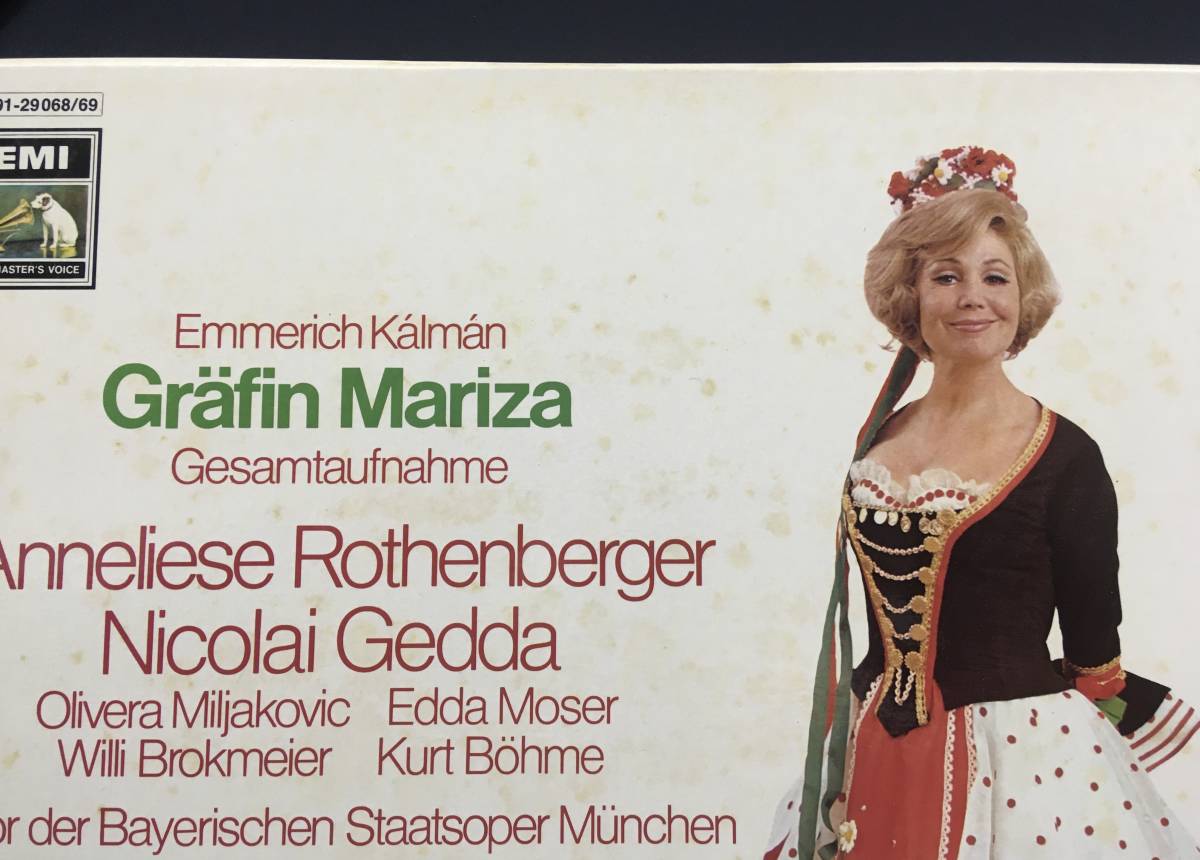 91-29068/69
EMI
MASTER'S VOICE
Emmerich Kálmán
Gräfin Mariza
Gesamtaufnahme
Anneliese Rothenberger
Nicolai Gedda
Olivera Miljakovic Edda Moser
Willi Brokmeier Kurt Böhme
or der Bayerischen Staatsoper München